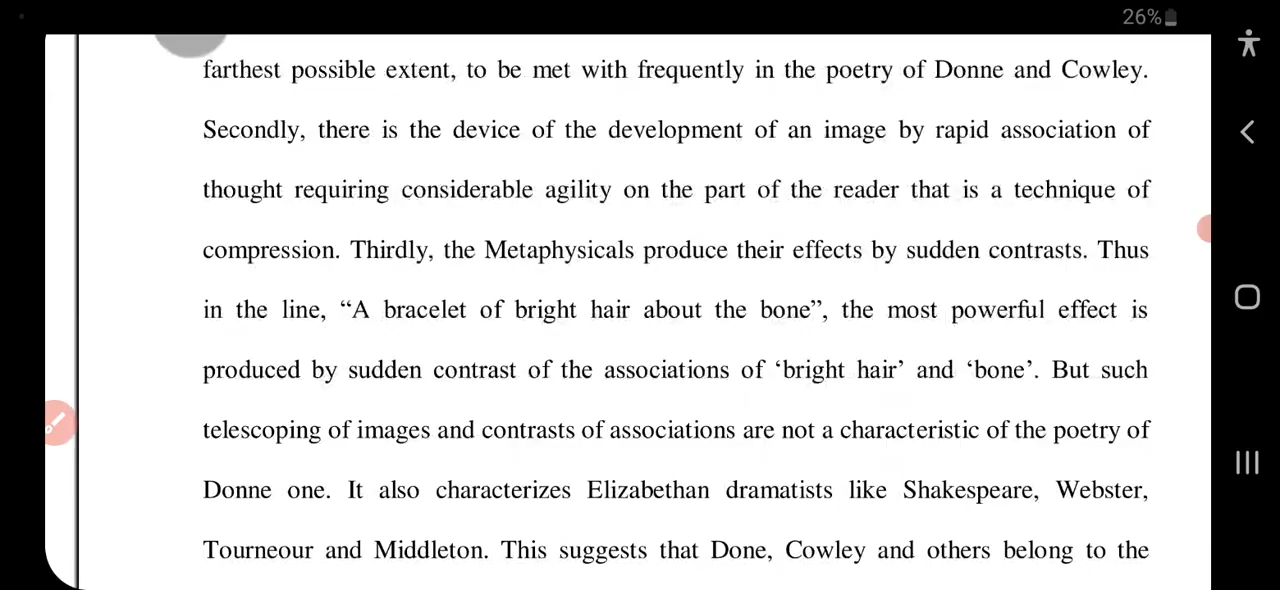 26%
farthest possible extent, to be met with frequently in the poetry of Donne and Cowley.
Secondly, there is the device of the development of an image by rapid association of
thought requiring considerable agility on the part of the reader that is a technique of
compression. Thirdly, the Metaphysicals produce their effects by sudden contrasts. Thus
in the line, “A bracelet of bright hair about the bone”, the most powerful effect is
produced by sudden contrast of the associations of ‘bright hair’ and ‘bone’. But such
telescoping of images and contrasts of associations are not a characteristic of the poetry of
Donne one. It also characterizes Elizabethan dramatists like Shakespeare, Webster,
Tourneour and Middleton. This suggests that Done, Cowley and others belong to the